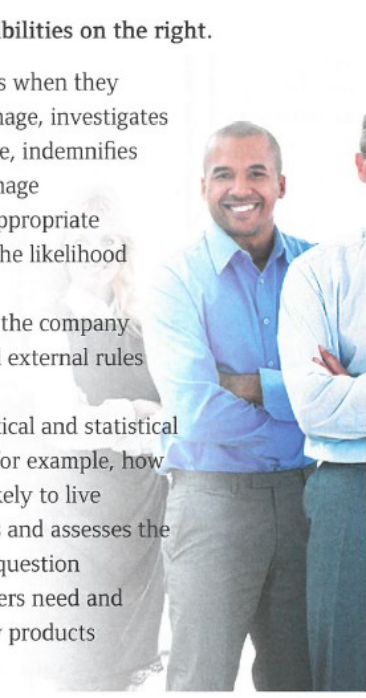 bilities on the right.
s when they
nage, investigates
e, indemnifies
nage
ppropriate
he likelihood
the company
l external rules
tical and statistical
or example, how
kely to live
s and assesses the
question
ers need and
products